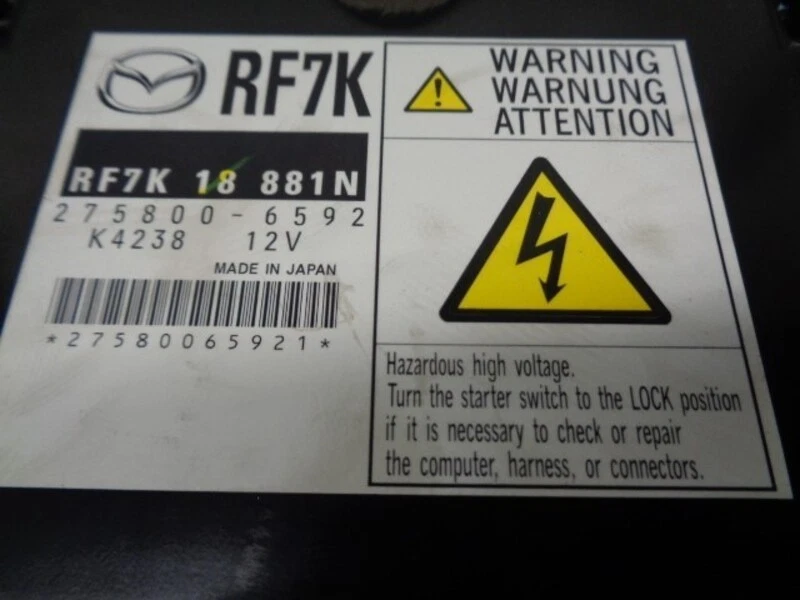 RF7K
RF7K 18 881N
275800-6592
K4238 12V
MADE IN JAPAN
*27580065921*
WARNING
WARNUNG
ATTENTION
Hazardous high voltage.
Turn the starter switch to the LOCK position
if it is necessary to check or repair
the computer, harness, or connectors.